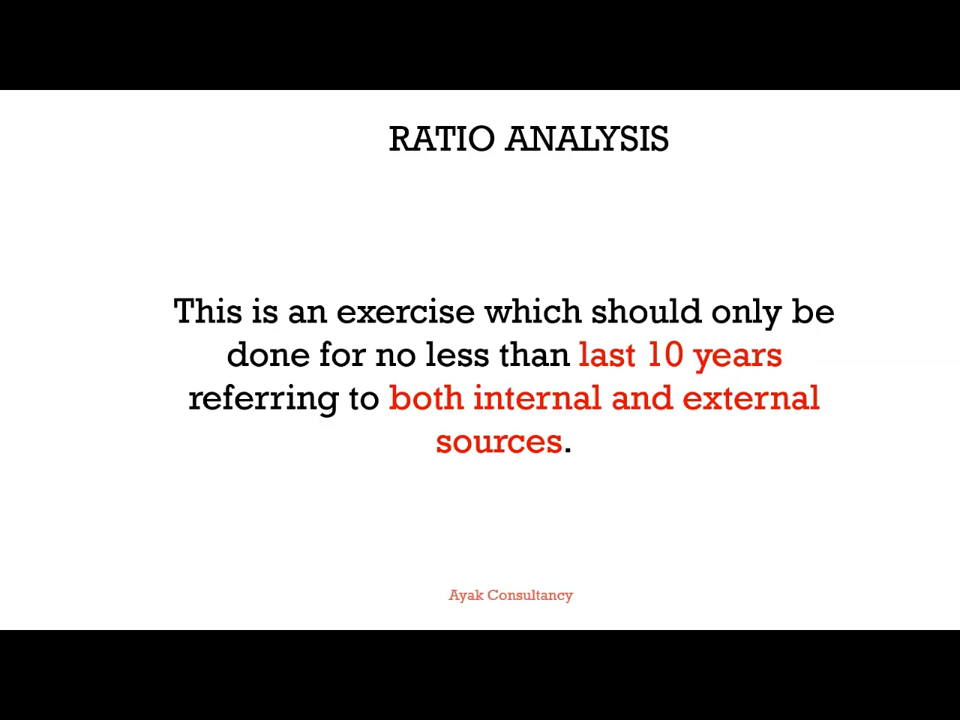 RATIO ANALYSIS
This is an exercise which should only be
done for no less than last 10 years
referring to both internal and external
sources.
Ayak Consultancy